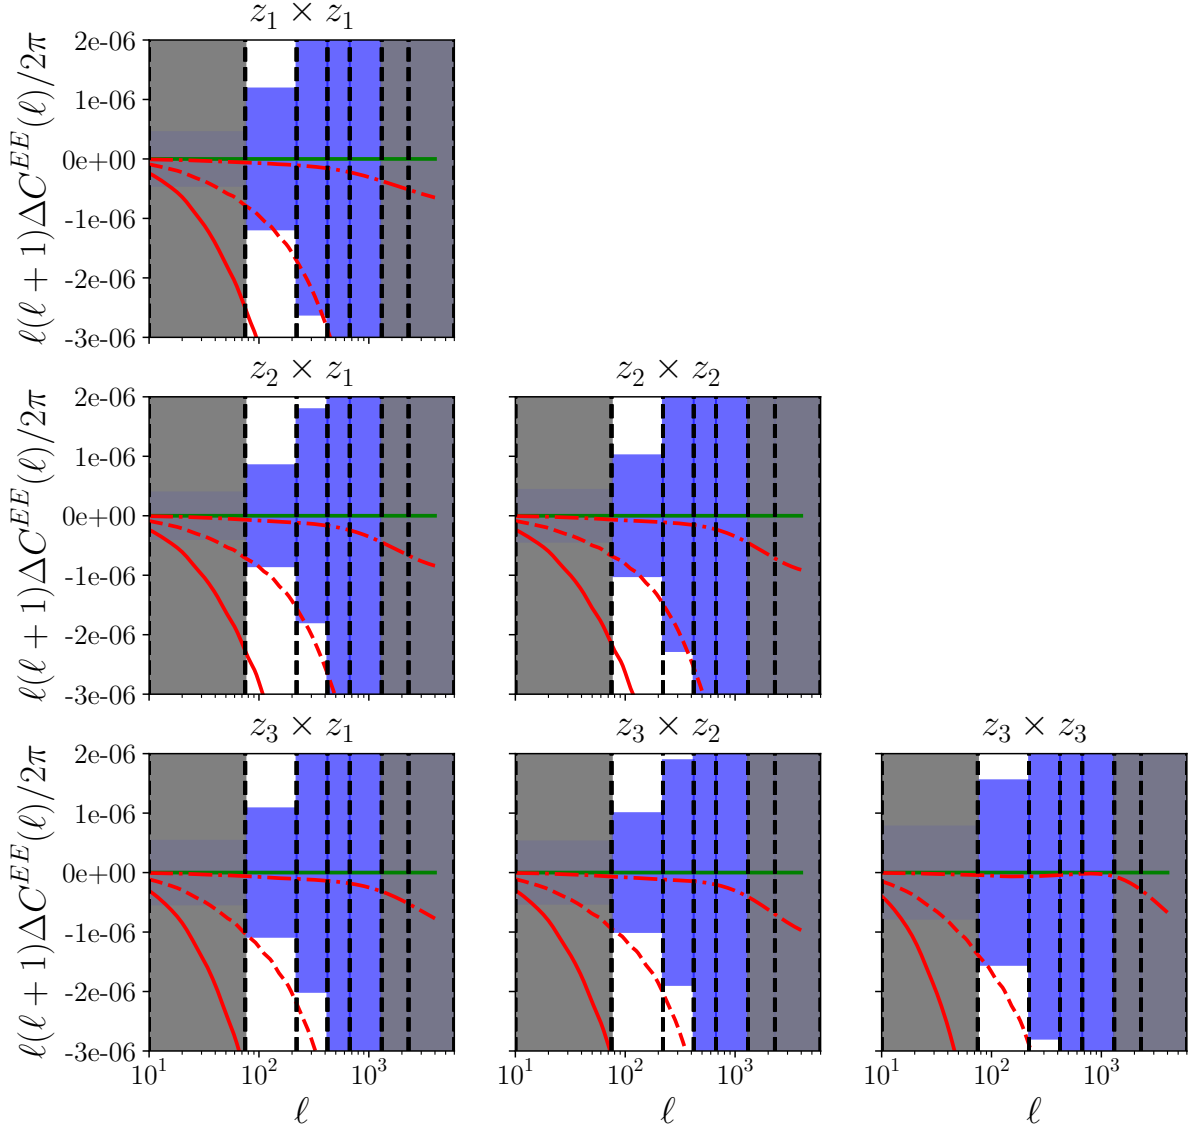 z₁ × z₁
ℓ(ℓ + 1)ΔC^{EE}(ℓ)/2π
2e-06
1e-06
0e+00
-1e-06
-2e-06
-3e-06
z₂ × z₁
z₂ × z₂
ℓ(ℓ + 1)ΔC^{EE}(ℓ)/2π
2e-06
1e-06
0e+00
-1e-06
-2e-06
-3e-06
z₃ × z₁
z₃ × z₂
z₃ × z₃
ℓ(ℓ + 1)ΔC^{EE}(ℓ)/2π
2e-06
1e-06
0e+00
-1e-06
-2e-06
-3e-06
10¹ 10² 10³
10¹ 10² 10³
10¹ 10² 10³
ℓ
ℓ
ℓ